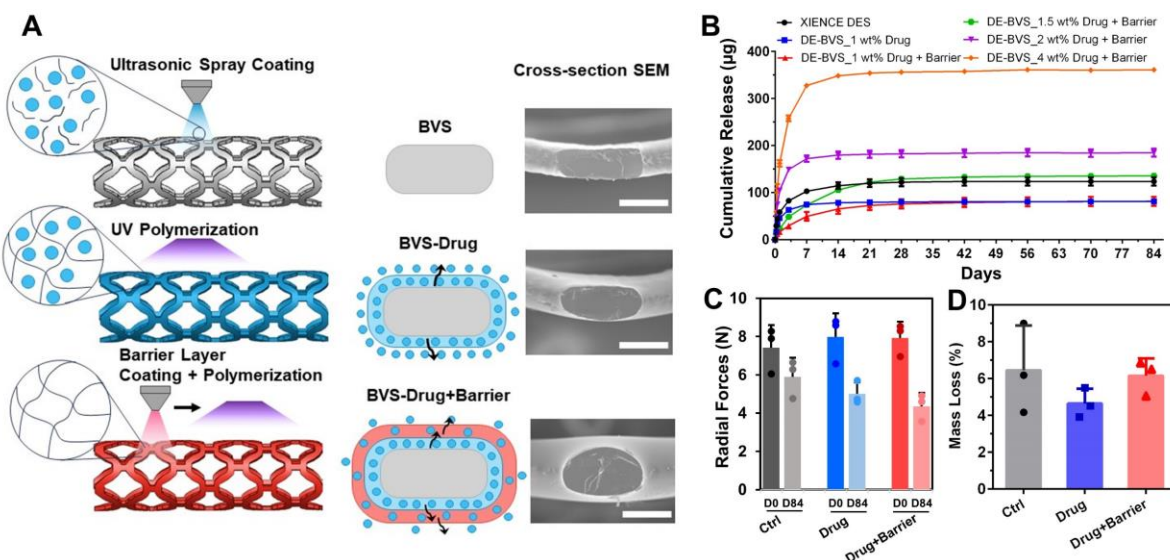 A
Ultrasonic Spray Coating
UV Polymerization
Barrier Layer
Coating + Polymerization
Cross-section SEM
BVS
BVS-Drug
BVS-Drug+Barrier
B
XIENCE DES
DE-BVS_1 wt% Drug
DE-BVS_1 wt% Drug + Barrier
DE-BVS_1.5 wt% Drug + Barrier
DE-BVS_2 wt% Drug + Barrier
DE-BVS_4 wt% Drug + Barrier
Cumulative Release (µg)
400
300
200
100
0
0 7 14 21 28 35 42 49 56 63 70 77 84
Days
C
Radial Forces (N)
10
8
6
4
2
0
D0 D84 D0 D84 D0 D84
Ctrl
Drug
Drug+Barrier
D
Mass Loss (%)
10
8
6
4
2
0
Ctrl
Drug
Drug+Barrier